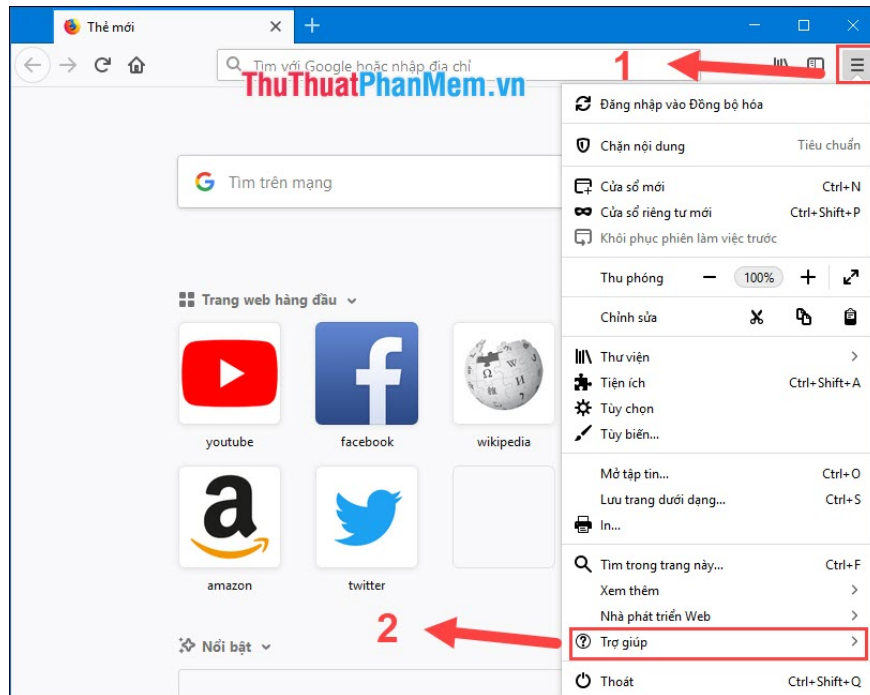 Thẻ mới
Tìm với Google hoặc nhập địa chỉ
1
ThuThuatPhanMem.vn
Đăng nhập vào Đồng bộ hóa
Chặn nội dung Tiêu chuẩn
Tìm trên mạng
Cửa sổ mới Ctrl+N
Cửa sổ riêng tư mới Ctrl+Shift+P
Khôi phục phiên làm việc trước
Thu phóng 100%
Trang web hàng đầu
Chỉnh sửa
Thư viện
Tiện ích Ctrl+Shift+A
Tùy chọn
Tùy biến...
youtube facebook wikipedia
Mở tập tin... Ctrl+O
Lưu trang dưới dạng... Ctrl+S
In...
Tìm trong trang này... Ctrl+F
amazon twitter
Xem thêm
Nhà phát triển Web
2
Trợ giúp
Nổi bật
Thoát Ctrl+Shift+Q